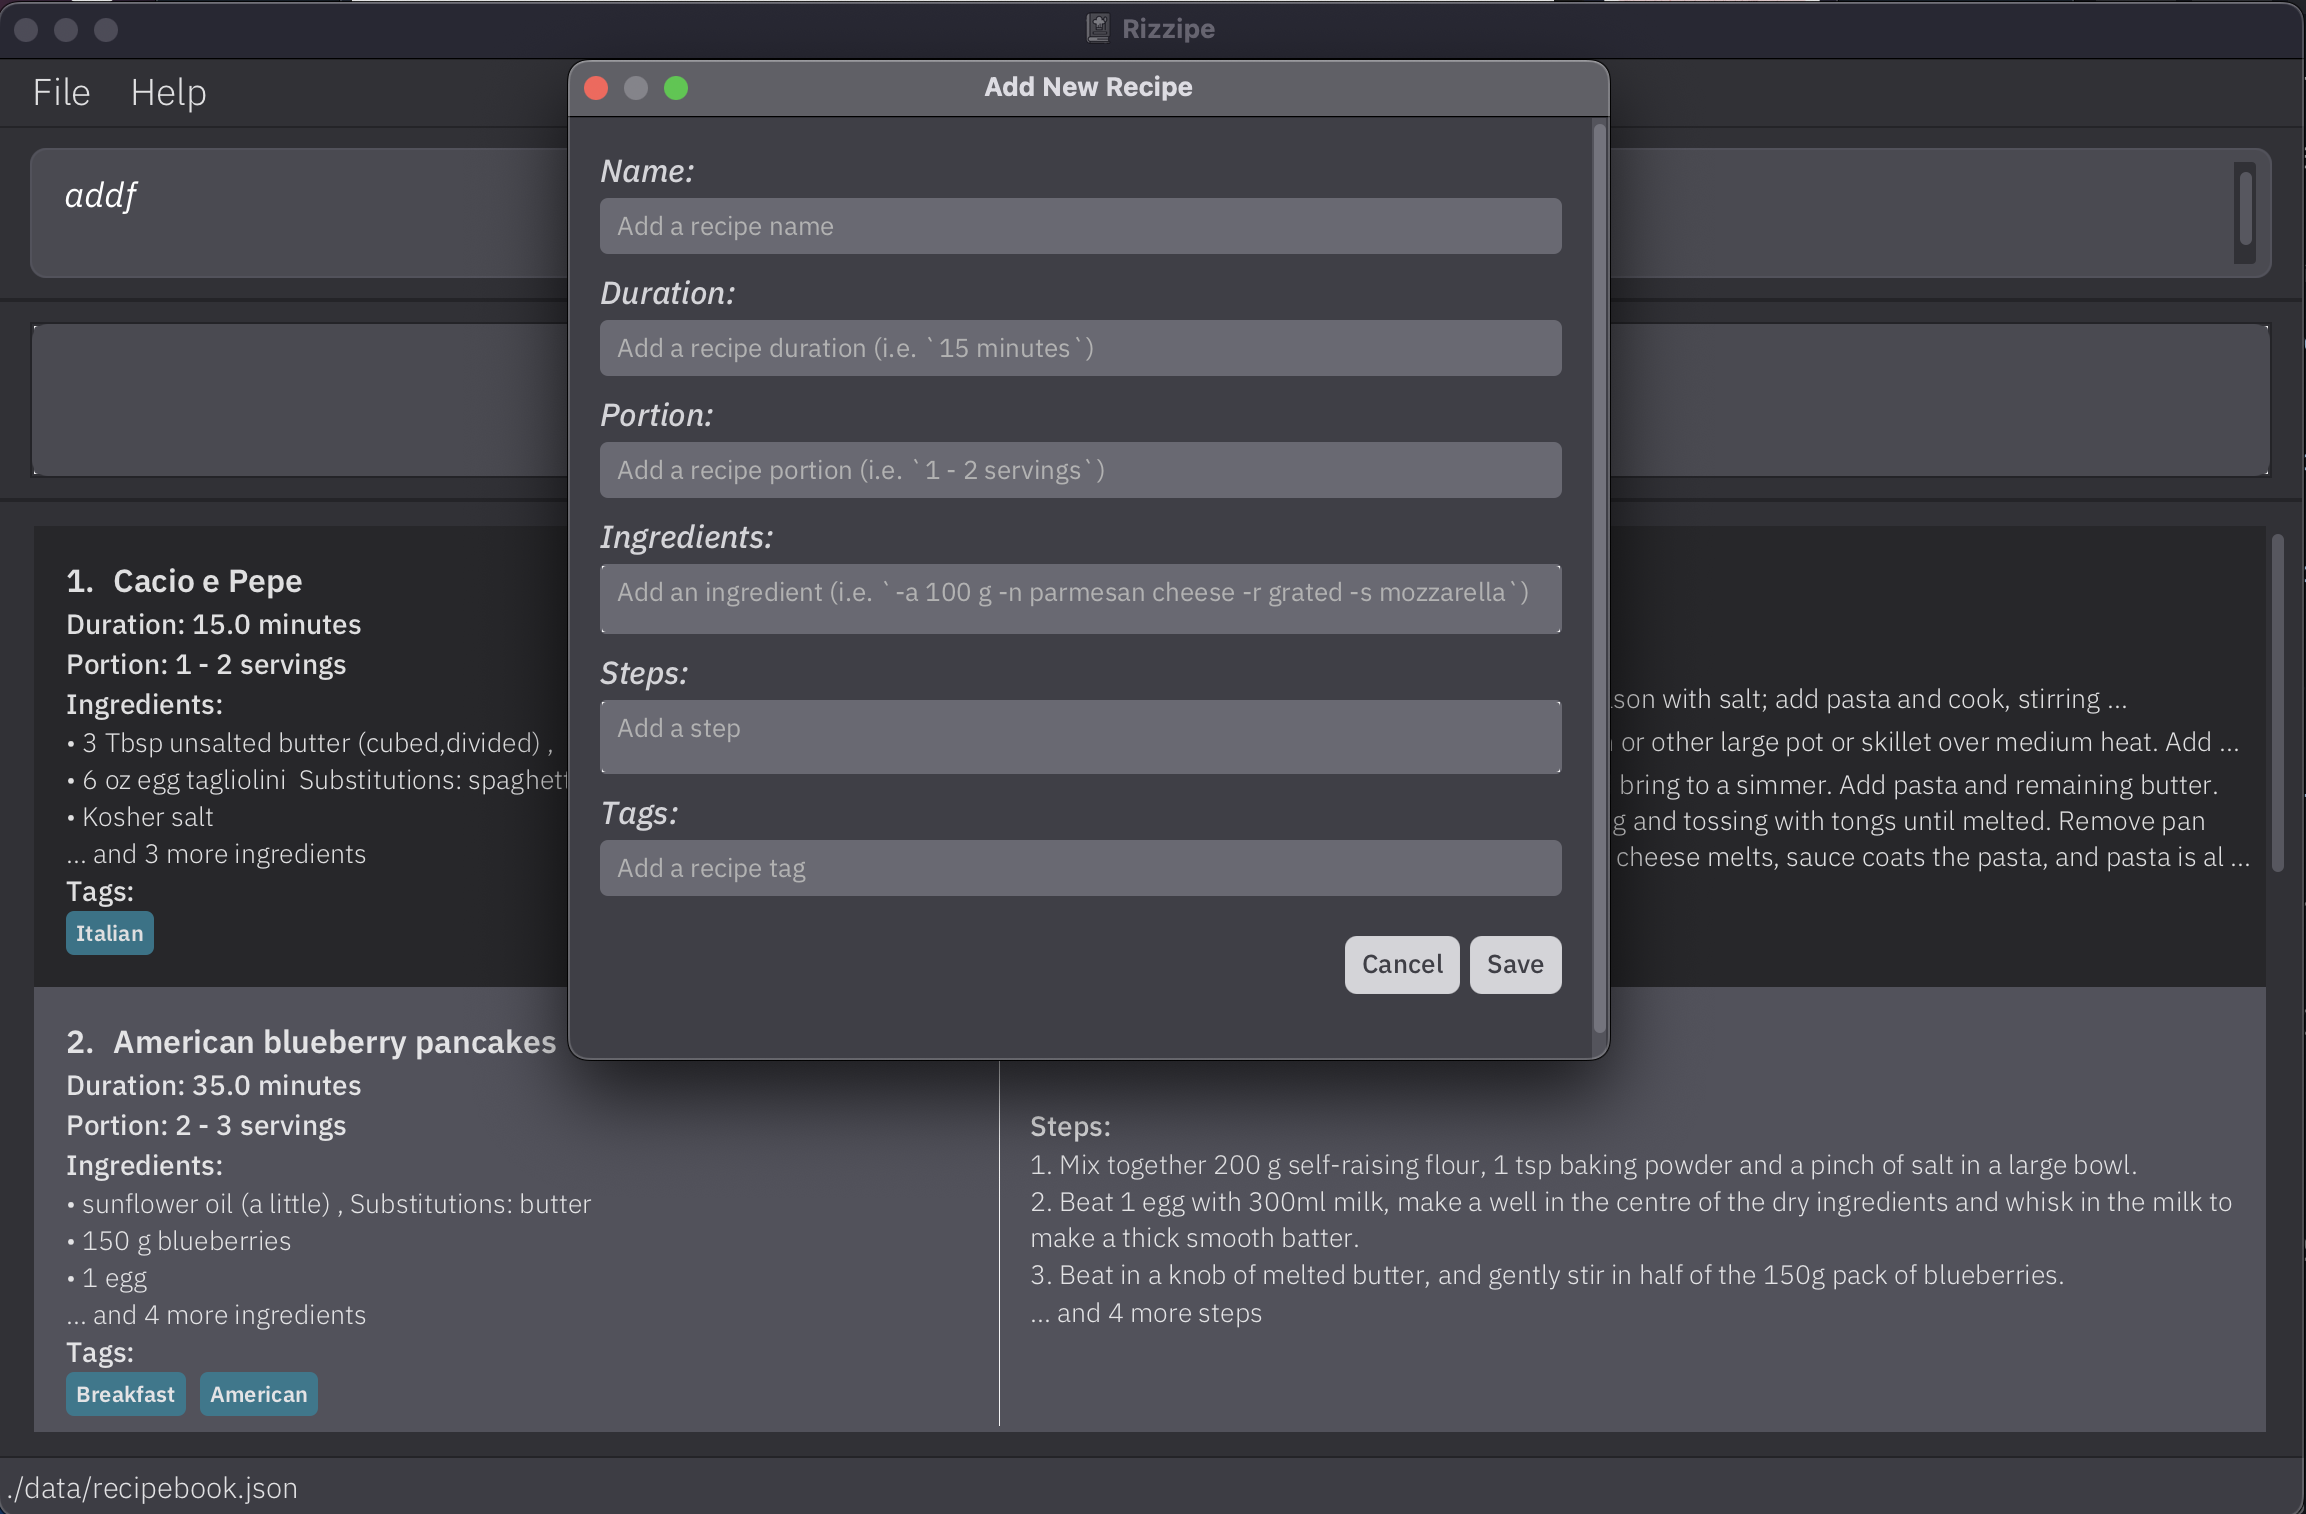 Rizzipe
File Help
addf
Add New Recipe
Name:
Add a recipe name
Duration:
Add a recipe duration (i.e. `15 minutes`)
Portion:
Add a recipe portion (i.e. `1 - 2 servings`)
Ingredients:
Add an ingredient (i.e. `-a 100 g -n parmesan cheese -r grated -s mozzarella`)
Steps:
Add a step
Tags:
Add a recipe tag
Cancel Save
1. Cacio e Pepe
Duration: 15.0 minutes
Portion: 1 - 2 servings
Ingredients:
• 3 Tbsp unsalted butter (cubed,divided) ,
• 6 oz egg tagliolini Substitutions:
• Kosher salt
... and 3 more ingredients
Tags:
Italian
with salt; add pasta and cook, stirring ...
or other large pot or skillet over medium heat. Add ...
bring to a simmer. Add pasta and remaining butter.
and tossing with tongs until melted. Remove pan
cheese melts, sauce coats the pasta, and pasta is al ...
2. American blueberry pancakes
Duration: 35.0 minutes
Portion: 2 - 3 servings
Ingredients:
• sunflower oil (a little) , Substitutions: butter
• 150 g blueberries
• 1 egg
... and 4 more ingredients
Tags:
Breakfast American
Steps:
1. Mix together 200 g self-raising flour, 1 tsp baking powder and a pinch of salt in a large bowl.
2. Beat 1 egg with 300ml milk, make a well in the centre of the dry ingredients and whisk in the milk to
make a thick smooth batter.
3. Beat in a knob of melted butter, and gently stir in half of the 150g pack of blueberries.
... and 4 more steps
./data/recipebook.json